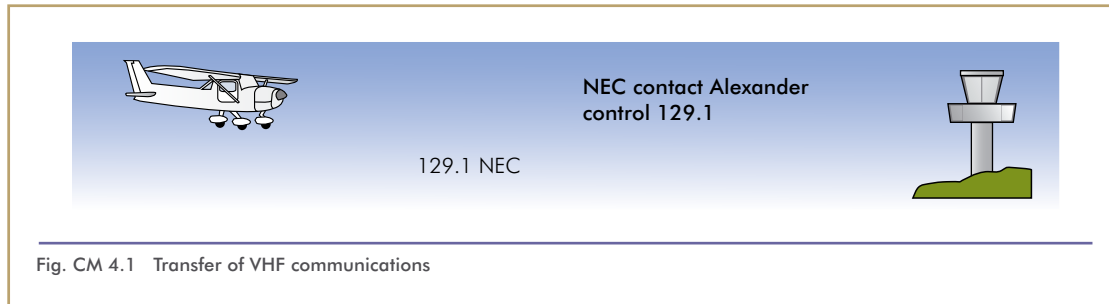 NEC contact Alexander
control 129.1
129.1 NEC
Fig. CM 4.1 Transfer of VHF communications